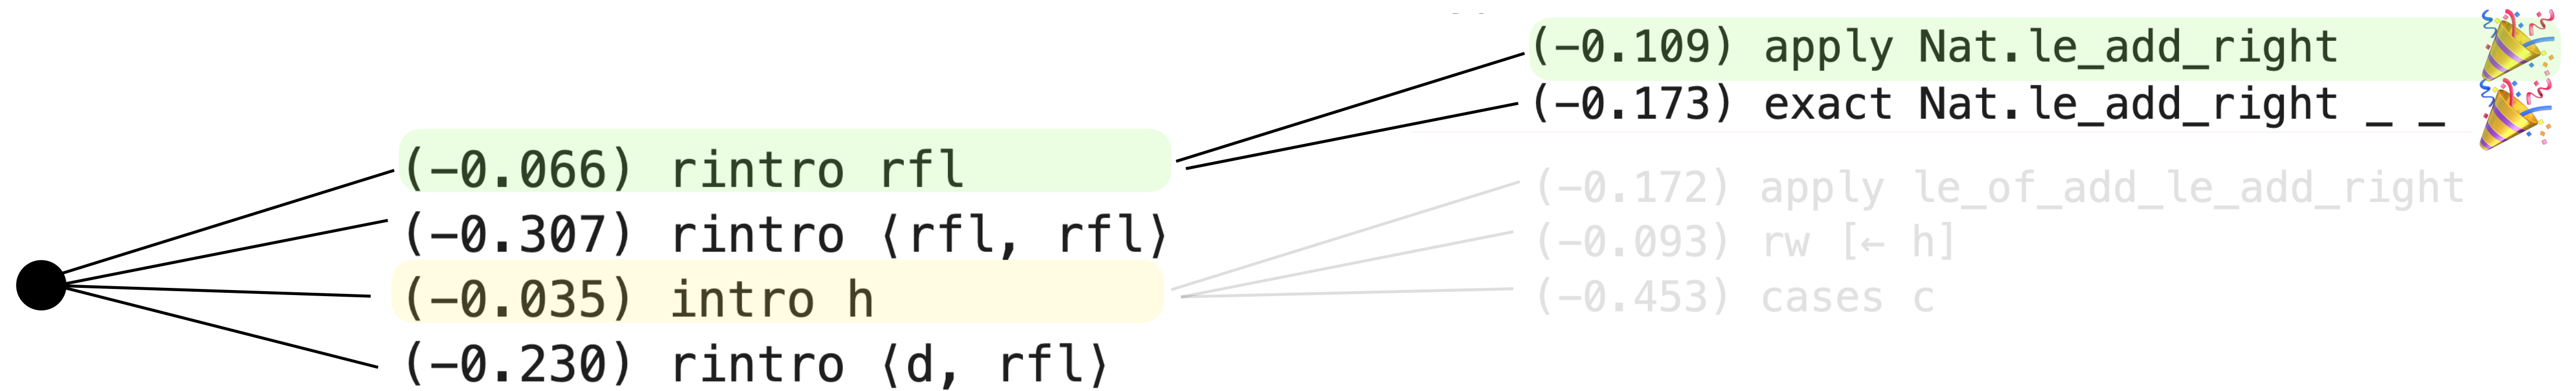 (−0.109) apply Nat.le_add_right
(−0.173) exact Nat.le_add_right _ _
(−0.066) rintro rfl
(−0.307) rintro ⟨rfl, rfl⟩
(−0.035) intro h
(−0.230) rintro ⟨d, rfl⟩
(−0.172) apply le_of_add_le_add_right
(−0.093) rw [← h]
(−0.453) cases c